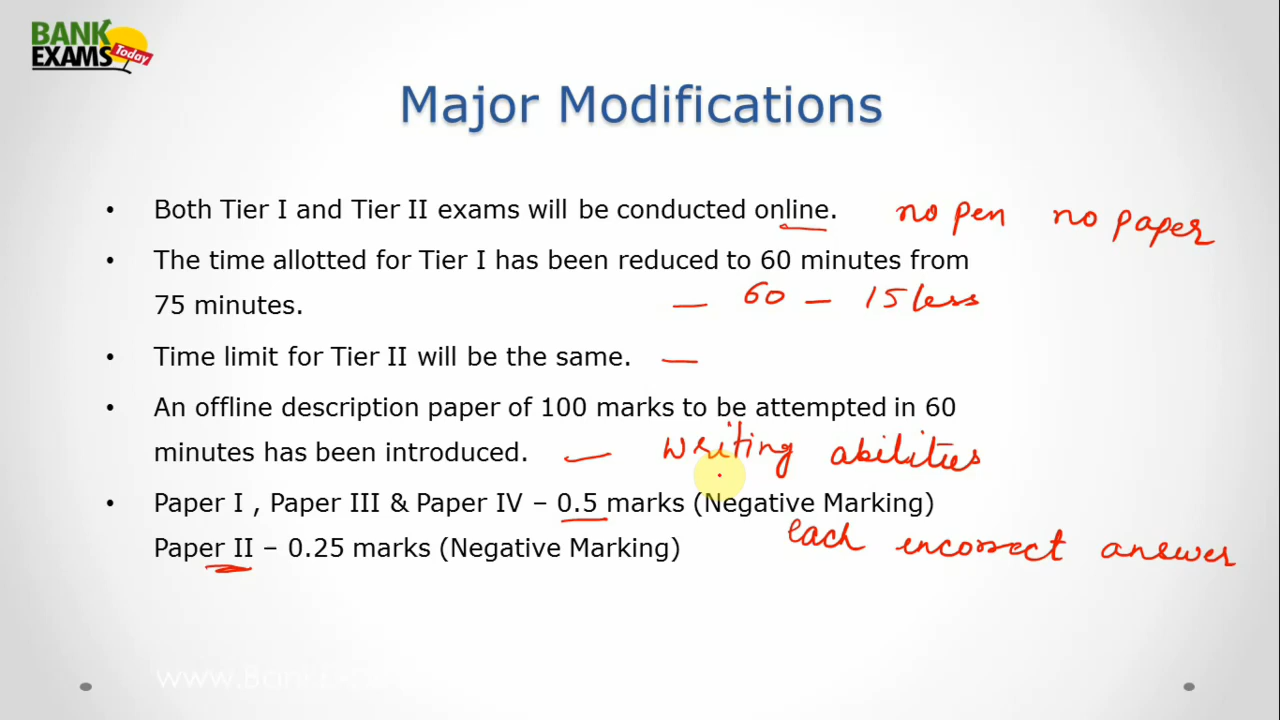 BANK
EXAMS Today
Major Modifications
• Both Tier I and Tier II exams will be conducted online. no pen no paper
• The time allotted for Tier I has been reduced to 60 minutes from
75 minutes. — 60 — 15 less
• Time limit for Tier II will be the same. —
• An offline description paper of 100 marks to be attempted in 60
minutes has been introduced. — writing abilities
• Paper I , Paper III & Paper IV – 0.5 marks (Negative Marking)
Paper II – 0.25 marks (Negative Marking) each incorrect answer